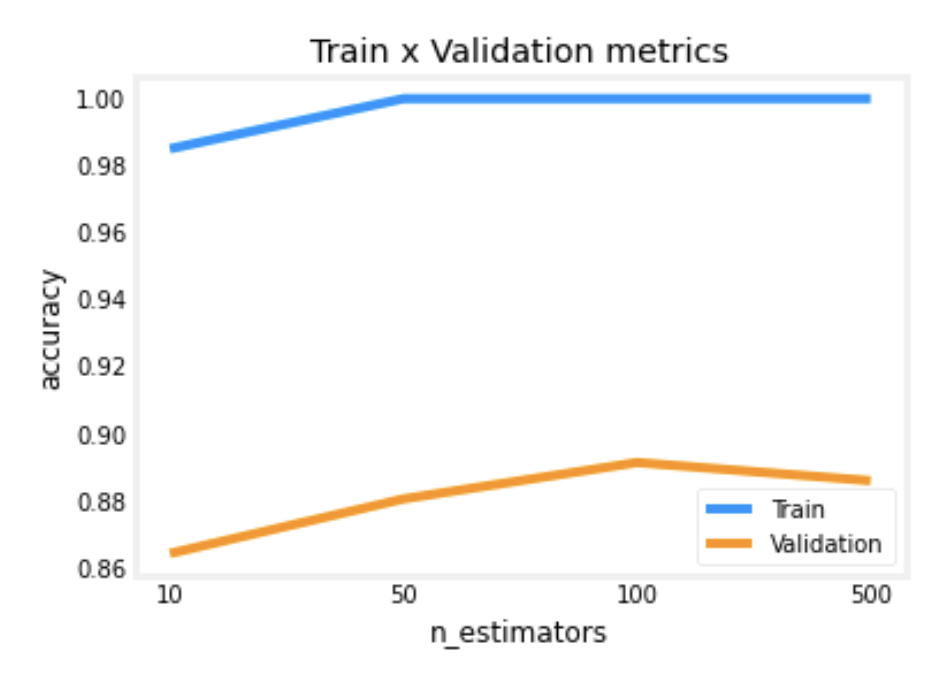 Train x Validation metrics
accuracy
1.00
0.98
0.96
0.94
0.92
0.90
0.88
0.86
Train
Validation
10 50 100 500
n_estimators